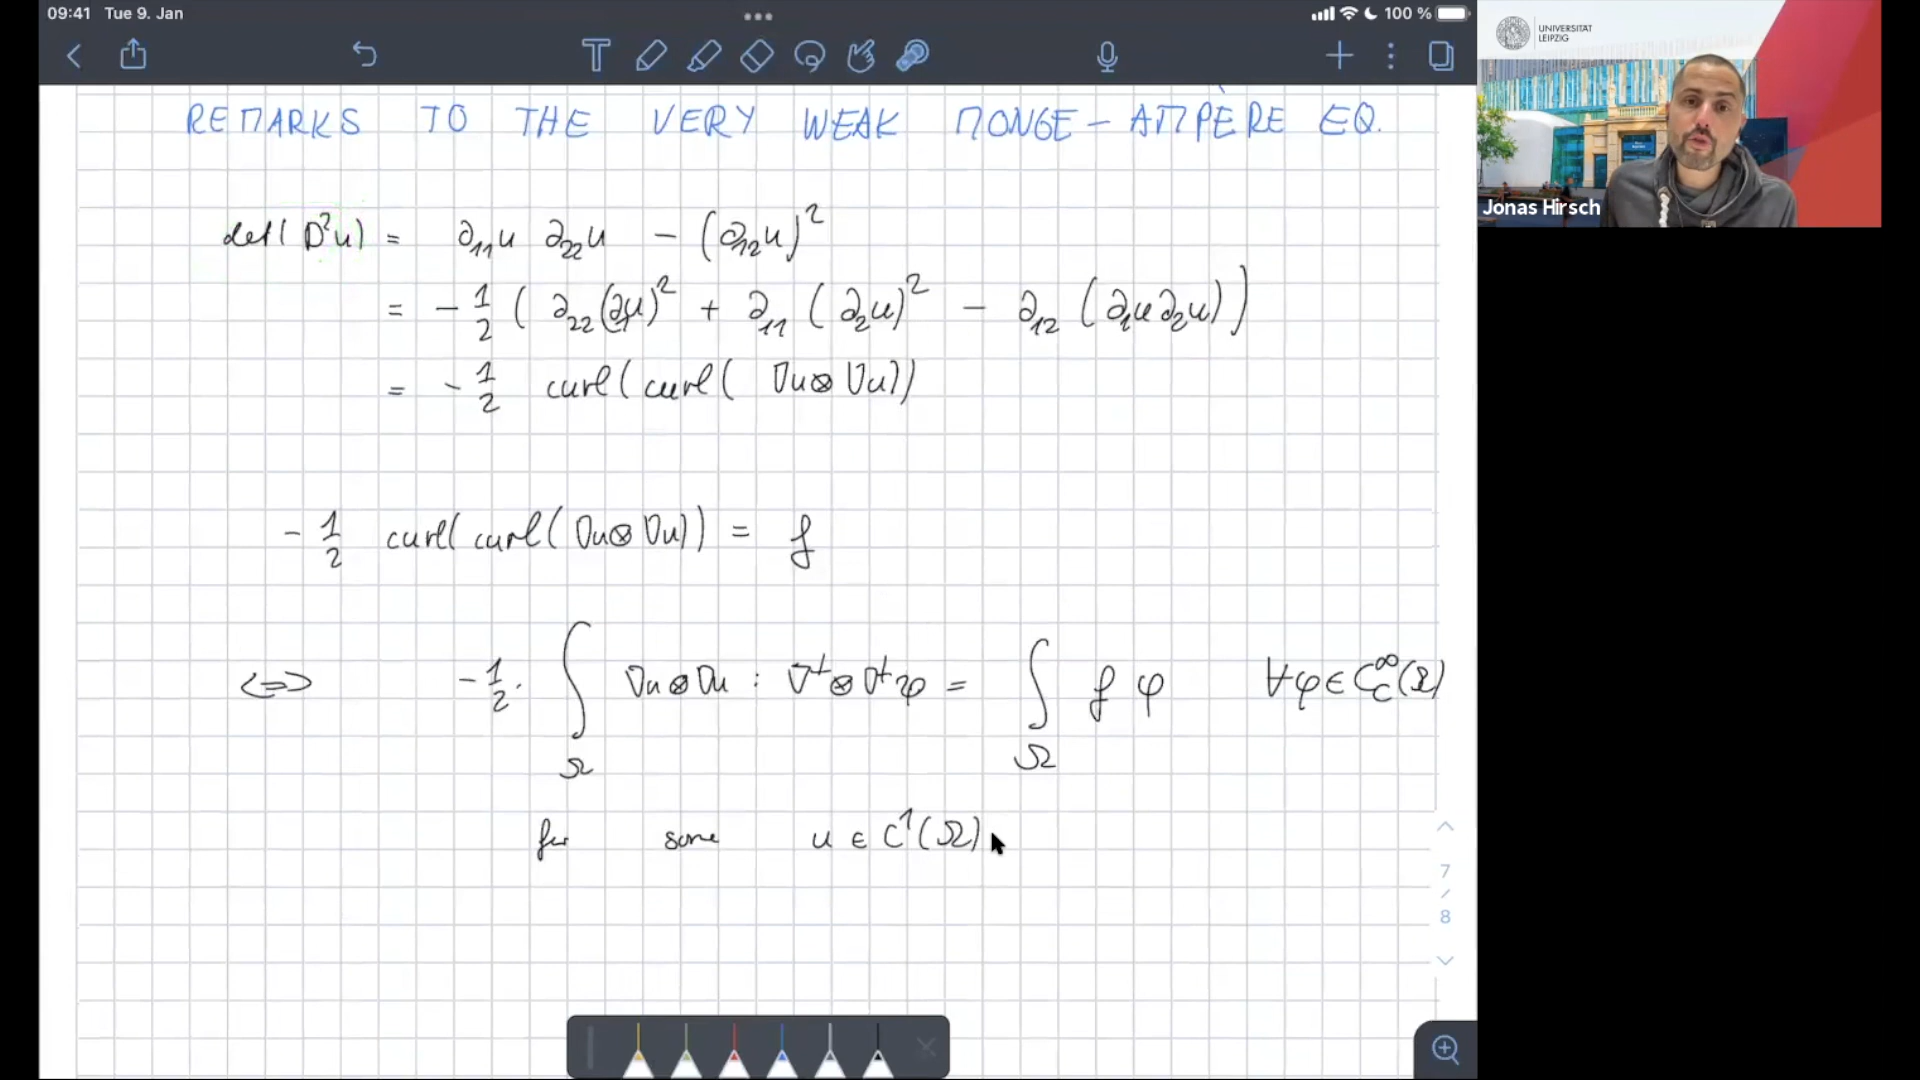 09:41 Tue 9. Jan
100 %
UNIVERSITÄT
LEIPZIG
Jonas Hirsch
REMARKS TO THE VERY WEAK MONGE-AMPÈRE EQ.
det(D²u) = ∂₁₁u ∂₂₂u - (∂₁₂u)²
= -1/2 (∂₂₂(∂₁u)² + ∂₁₁(∂₂u)² - ∂₁₂(∂₁u∂₂u))
= -1/2 curl(curl(∇u⊗∇u))
-1/2 curl(curl(∇u⊗∇u)) = f
⇔ -1/2 · ∫_Ω ∇u⊗∇u : ∇^⊥⊗∇^⊥φ = ∫_Ω f φ ∀φ∈C_c^∞(Ω)
for some u ∈ C¹(Ω)
7
/
8